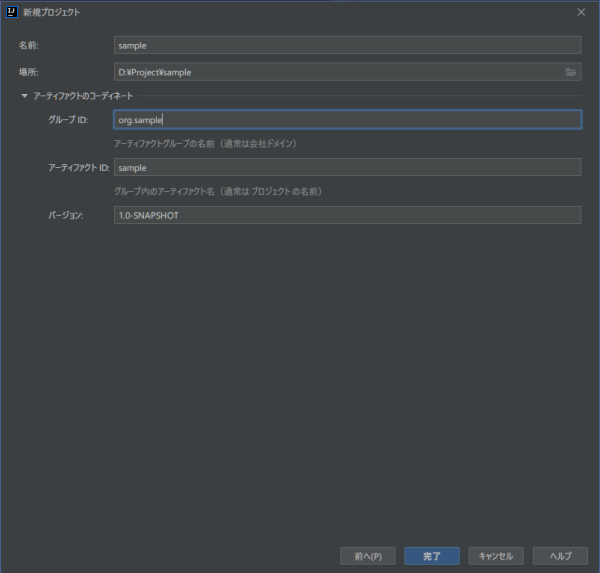 IJ 新規プロジェクト
名前: sample
場所: D:¥Project¥sample
アーティファクトのコーディネート
グループ ID: org.sample
アーティファクトグループの名前（通常は会社ドメイン）
アーティファクト ID: sample
グループ内のアーティファクト名（通常は プロジェクト の名前）
バージョン: 1.0-SNAPSHOT
前へ(P) 完了 キャンセル ヘルプ